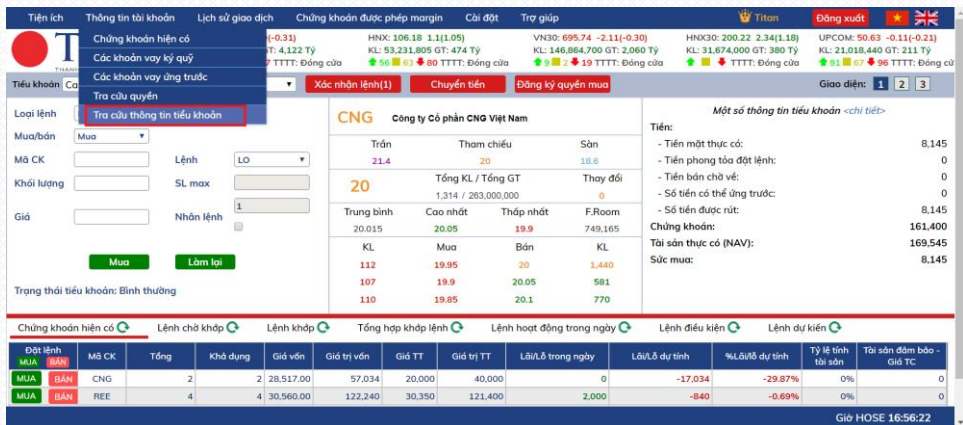 Tiện ích Thông tin tài khoản Lịch sử giao dịch Chứng khoán được phép margin Cài đặt Trợ giúp Titan Đăng xuất
Chứng khoán hiện có
Các khoản vay ký quỹ
Các khoản vay ứng trước
Tra cứu quyền
Tra cứu thông tin tiểu khoản
(-0.31) HNX: 106.18 1.1(1.05) VN30: 695.74 -2.11(-0.30) HNX30: 200.22 2.34(1.18) UPCOM: 50.63 -0.11(-0.21)
GT: 4,122 Tỷ KL: 53,231,805 GT: 474 Tỷ KL: 146,864,700 GT: 2,060 Tỷ KL: 31,674,000 GT: 380 Tỷ KL: 21,018,440 GT: 211 Tỷ
7 TTTT: Đóng cửa 56 63 80 TTTT: Đóng cửa 9 2 19 TTTT: Đóng cửa TTTT: Đóng cửa 91 67 96 TTTT: Đóng cử
T
THANH
Tiểu khoản Ca Xác nhận lệnh(1) Chuyển tiền Đăng ký quyền mua Giao diện: 1 2 3
Loại lệnh
Mua/bán Mua
Mã CK Lệnh LO
Khối lượng SL max
1
Giá Nhân lệnh
Mua Làm lại
Trạng thái tiểu khoản: Bình thường
CNG Công ty Cổ phần CNG Việt Nam
Trần Tham chiếu Sàn
21.4 20 18.6
20 Tổng KL / Tổng GT Thay đổi
1,314 / 263,000,000 0
Trung bình Cao nhất Thấp nhất F.Room
20.015 20.05 19.9 749,165
KL Mua Bán KL
112 19.95 20 1,440
107 19.9 20.05 581
110 19.85 20.1 770
Một số thông tin tiểu khoản <chi tiết>
Tiền:
- Tiền mặt thực có: 8,145
- Tiền phong tỏa đặt lệnh: 0
- Tiền bán chờ về: 0
- Số tiền có thể ứng trước: 0
- Số tiền được rút: 8,145
Chứng khoán: 161,400
Tài sản thực có (NAV): 169,545
Sức mua: 8,145
Chứng khoán hiện có Lệnh chờ khớp Lệnh khớp Tổng hợp khớp lệnh Lệnh hoạt động trong ngày Lệnh điều kiện Lệnh dự kiến
Đặt lệnh MUA BÁN Mã CK Tổng Khả dụng Giá vốn Giá trị vốn Giá TT Giá trị TT Lãi/Lỗ trong ngày Lãi/Lỗ dự tính %Lãi/lỗ dự tính Tỷ lệ tính tài sản Tài sản đảm bảo - Giá TC
MUA BÁN CNG 2 2 28,517.00 57,034 20,000 40,000 0 -17,034 -29.87% 0% 0
MUA BÁN REE 4 4 30,560.00 122,240 30,350 121,400 2,000 -840 -0.69% 0% 0
Giờ HOSE 16:56:22